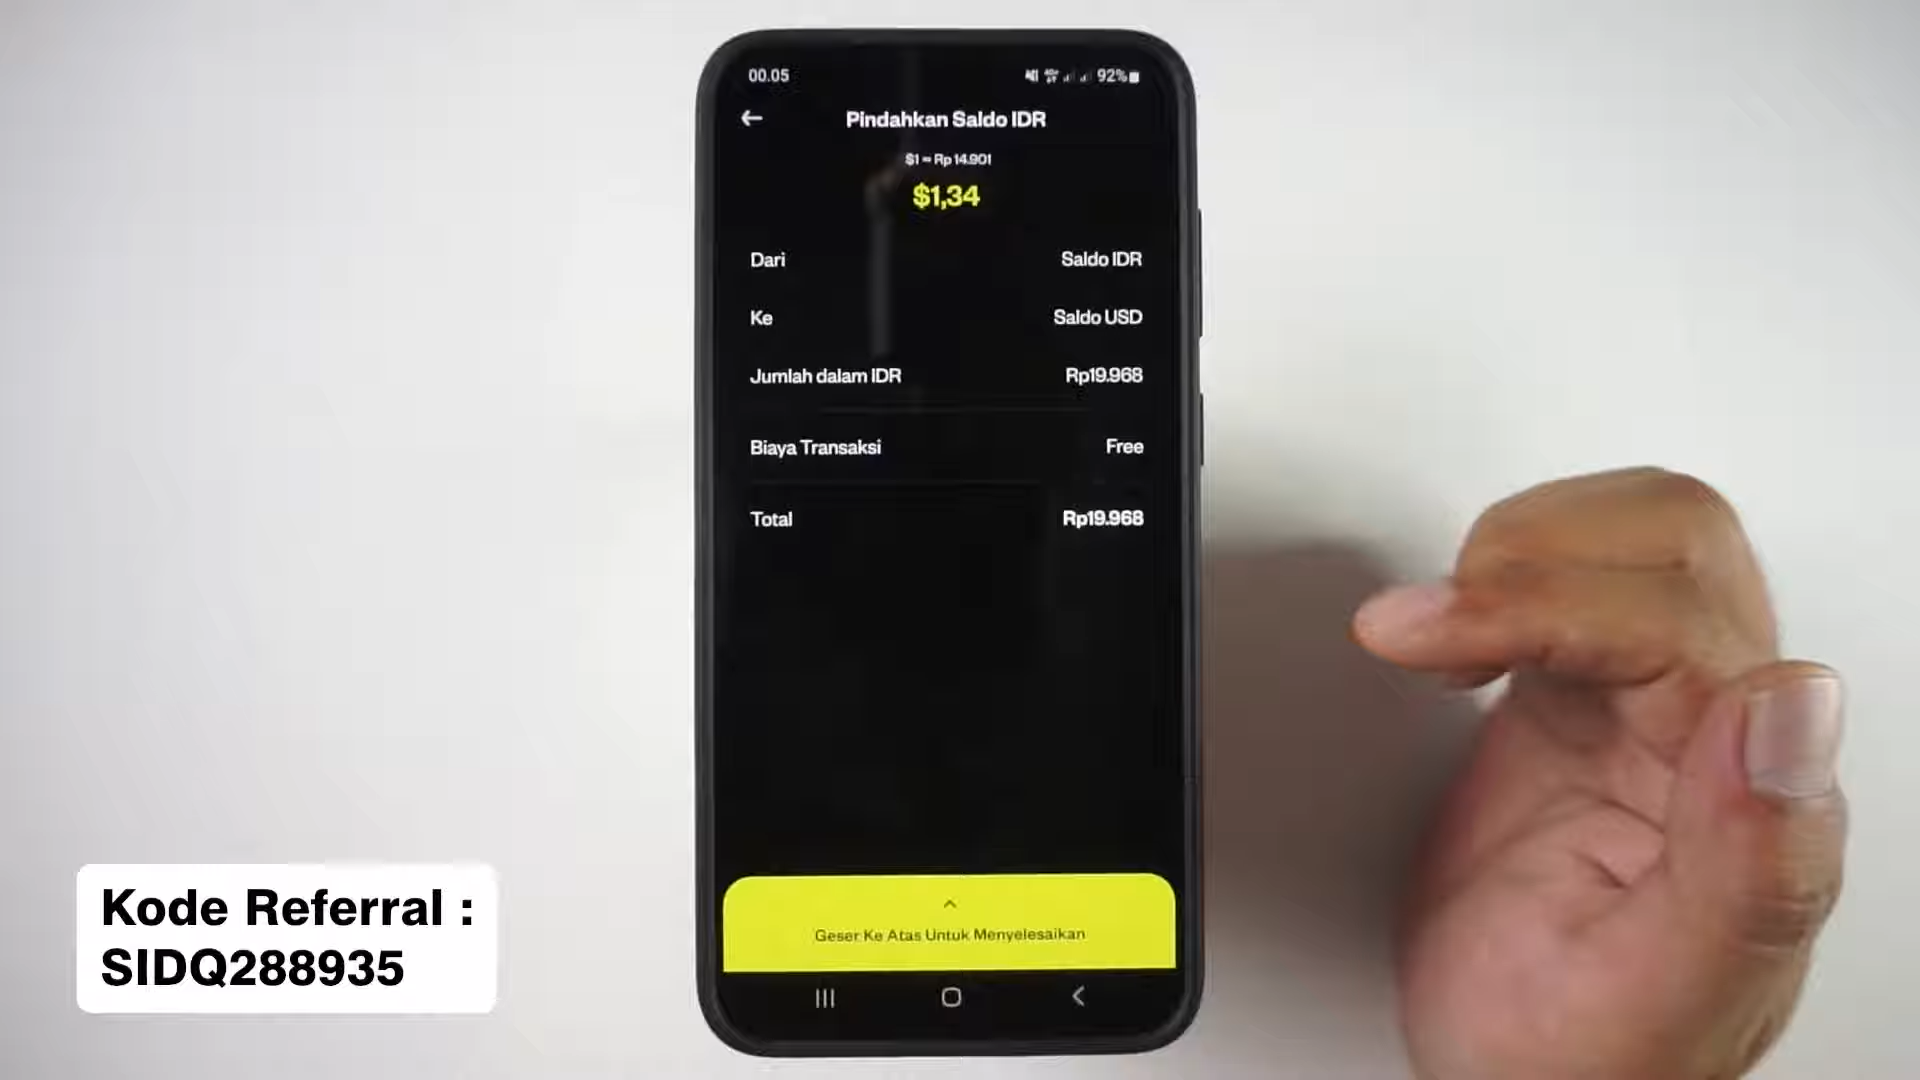 00.05
92%
Pindahkan Saldo IDR
$1 = Rp 14.901
$1,34
Dari Saldo IDR
Ke Saldo USD
Jumlah dalam IDR Rp19.968
Biaya Transaksi Free
Total Rp19.968
Geser Ke Atas Untuk Menyelesaikan
Kode Referral :
SIDQ288935